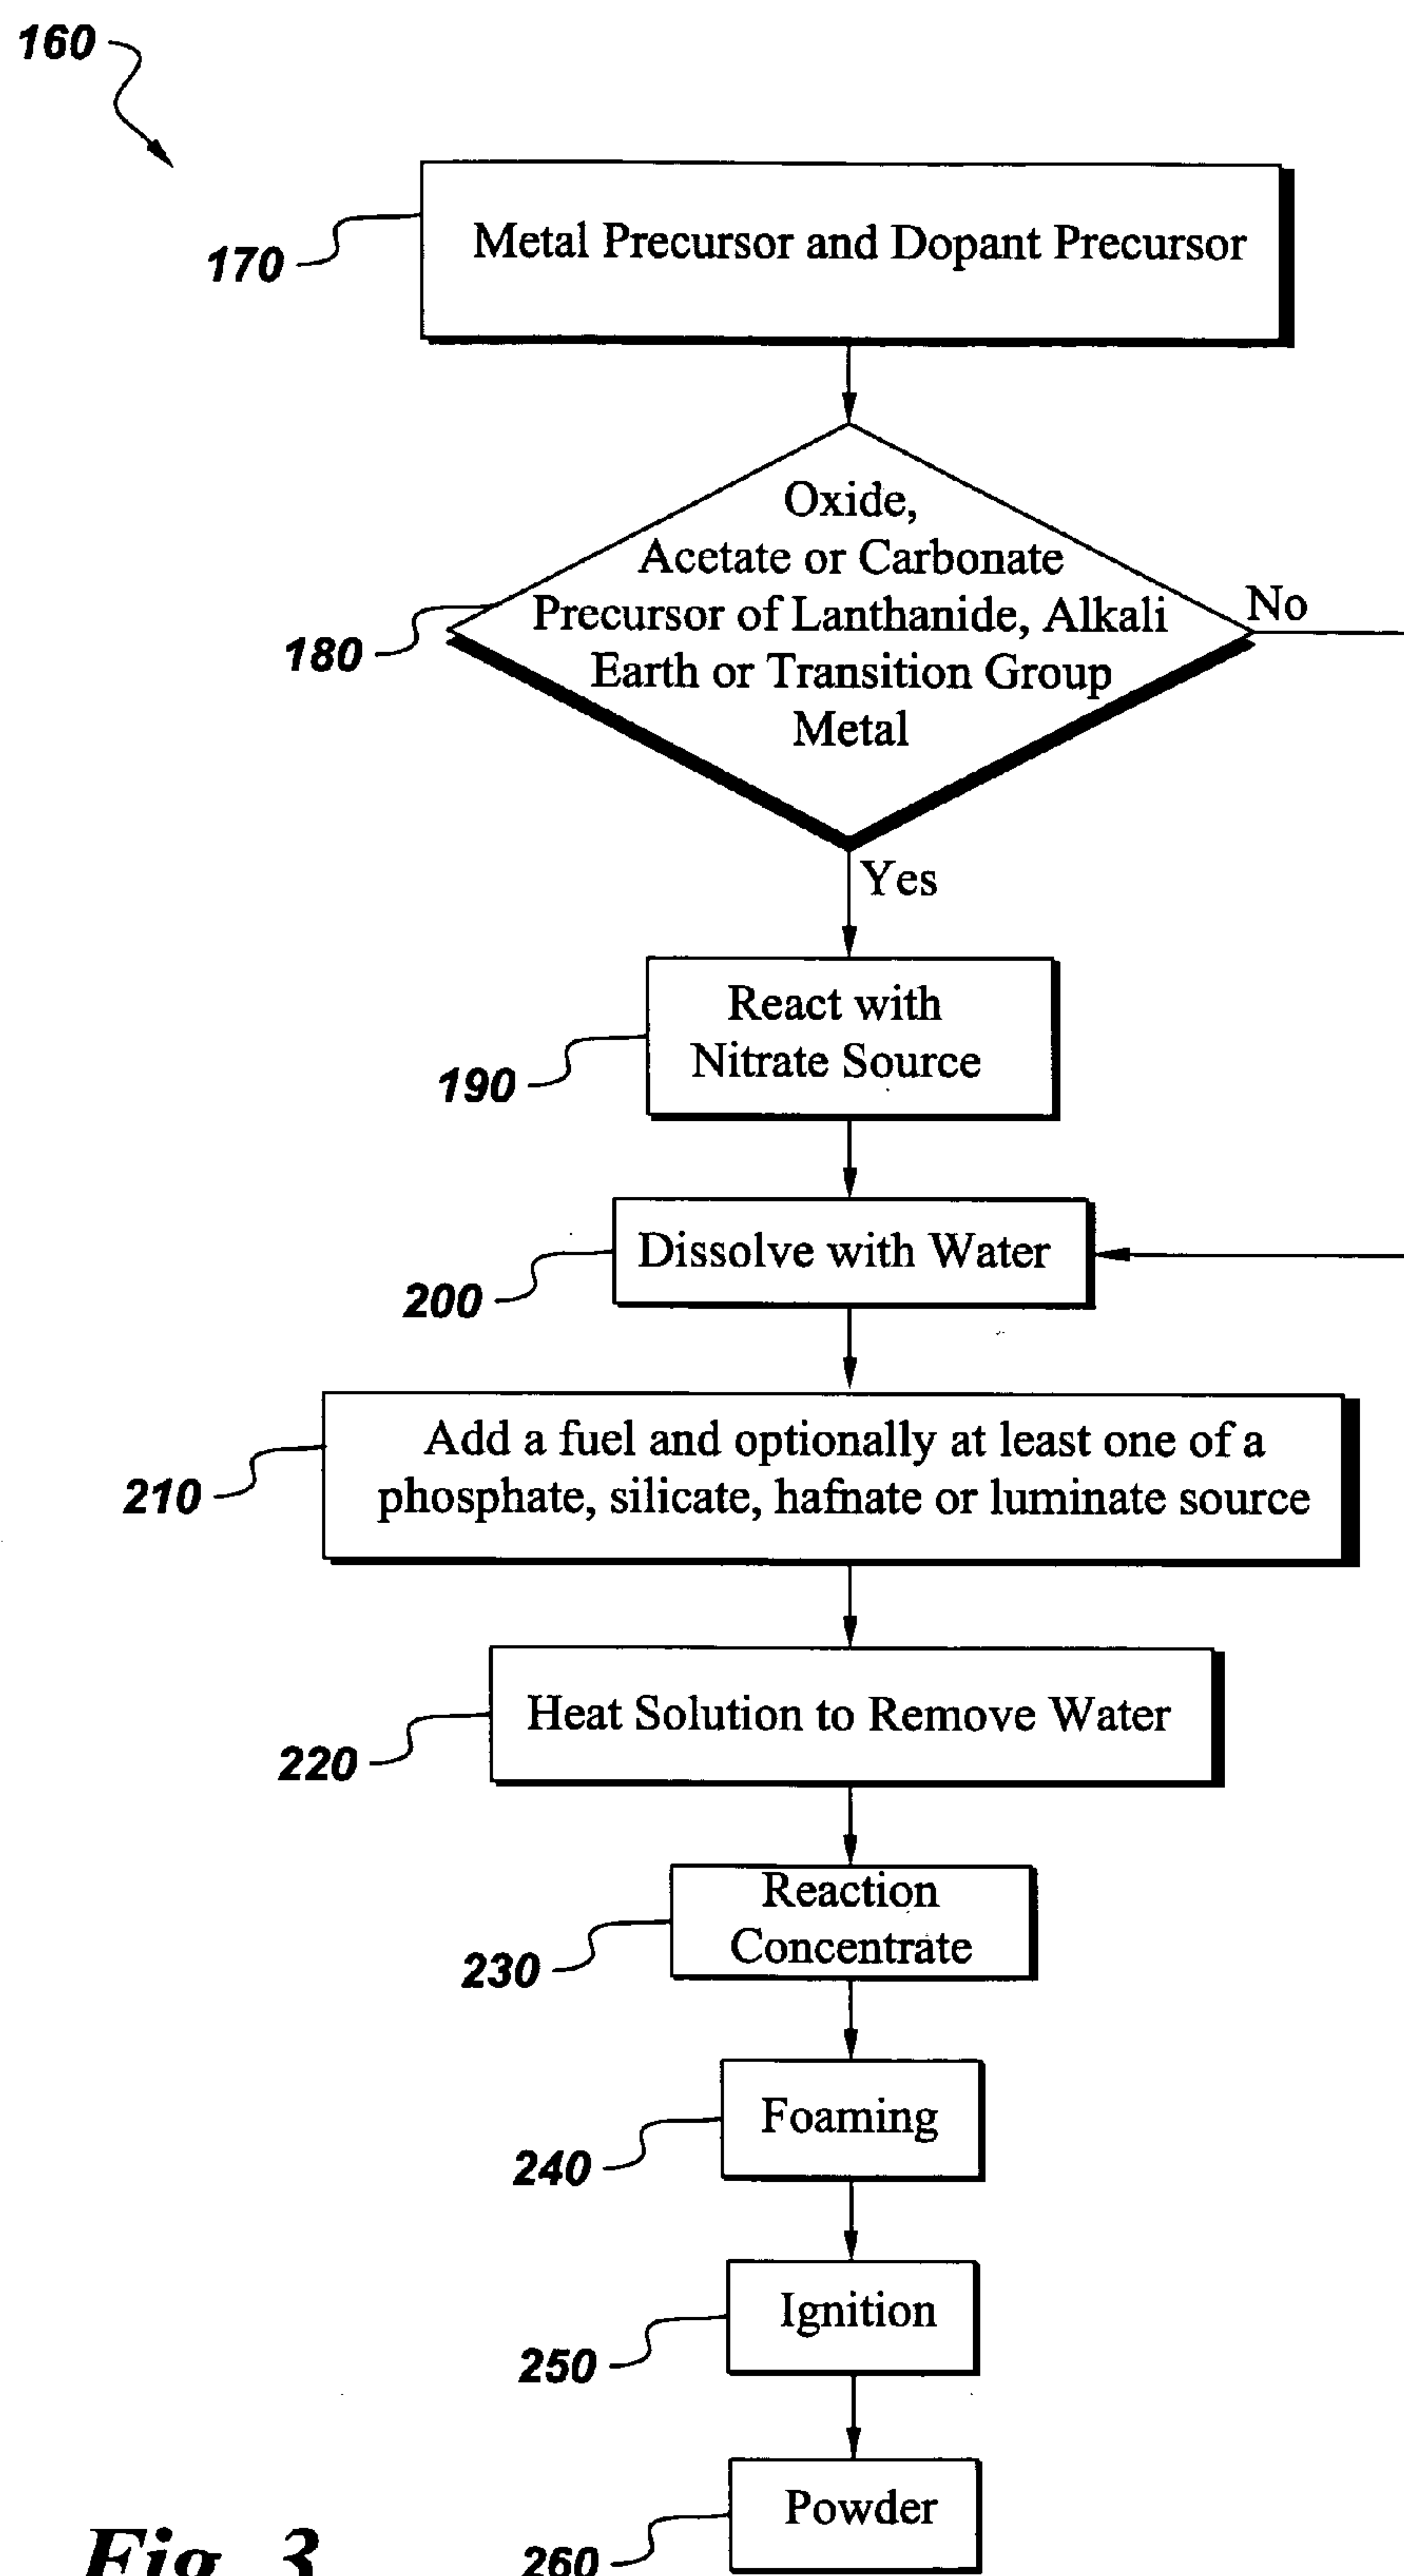 160
170
Metal Precursor and Dopant Precursor
Oxide,
Acetate or Carbonate
Precursor of Lanthanide, Alkali
Earth or Transition Group
Metal
180
No
Yes
React with
Nitrate Source
190
Dissolve with Water
200
Add a fuel and optionally at least one of a
phosphate, silicate, hafnate or luminate source
210
Heat Solution to Remove Water
220
Reaction
Concentrate
230
Foaming
240
Ignition
250
Powder
260
Fig. 3